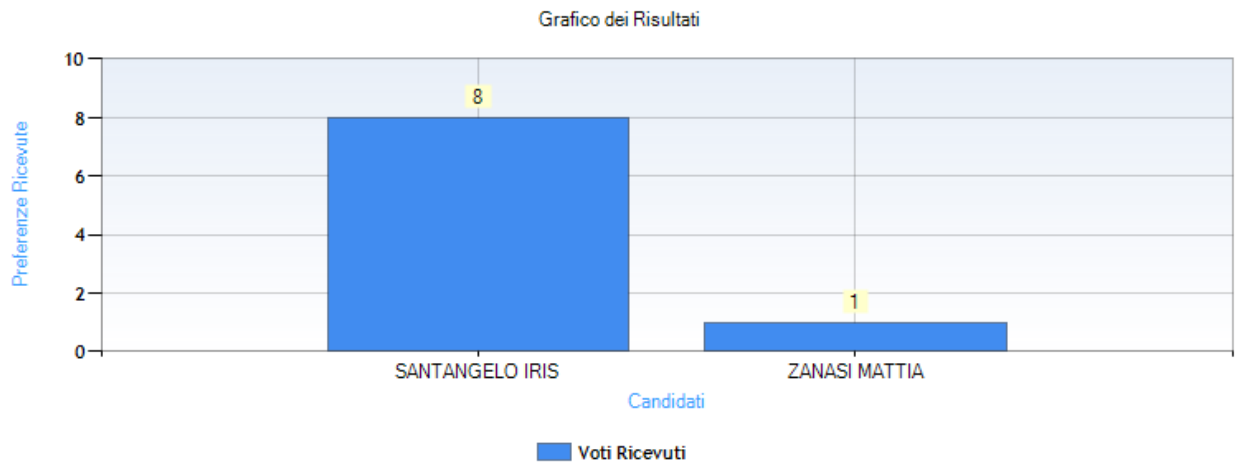 Grafico dei Risultati
Preferenze Ricevute
10
8
6
4
2
0
8
1
SANTANGELO IRIS
ZANASI MATTIA
Candidati
Voti Ricevuti